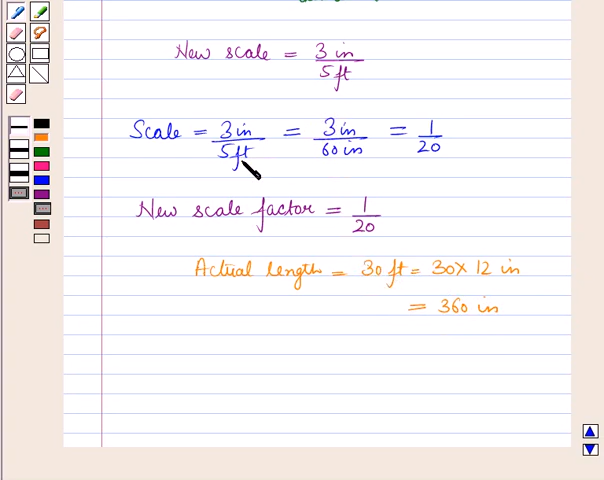 New scale = 3 in / 5 ft
Scale = 3 in / 5 ft = 3 in / 60 in = 1 / 20
New scale factor = 1 / 20
Actual length = 30 ft = 30 × 12 in
= 360 in